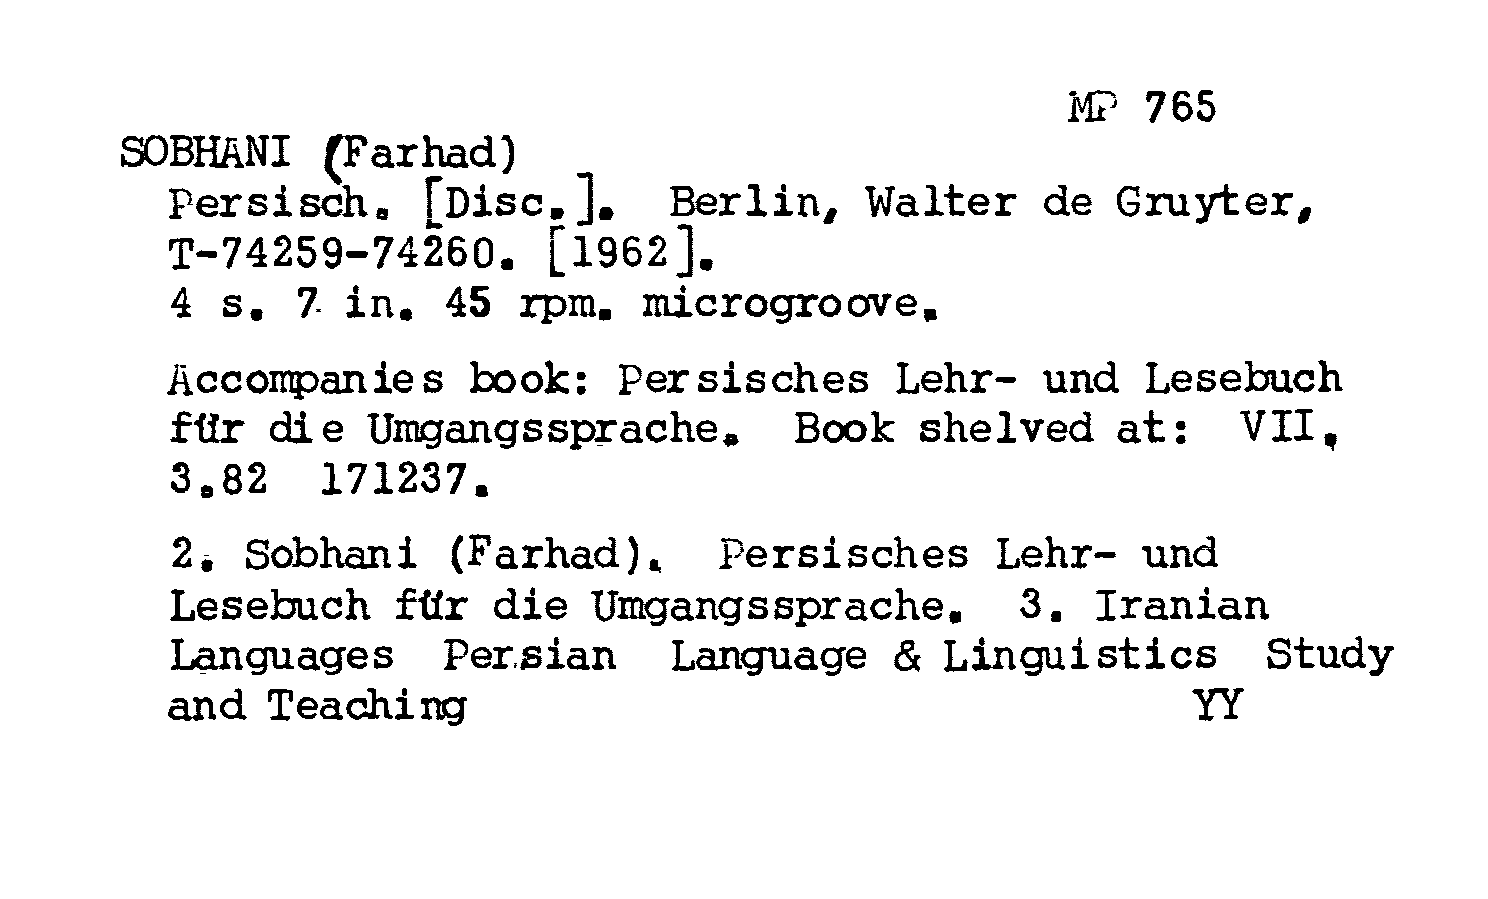 MP 765
SOBHANI (Farhad)
Persisch. [Disc.]. Berlin, Walter de Gruyter,
T-74259-74260. [1962].
4 s. 7 in. 45 rpm. microgroove.
Accompanies book: Persisches Lehr- und Lesebuch
für die Umgangssprache. Book shelved at: VII,
3.82 171237.
2. Sobhani (Farhad). Persisches Lehr- und
Lesebuch für die Umgangssprache. 3. Iranian
Languages Persian Language & Linguistics Study
and Teaching YY